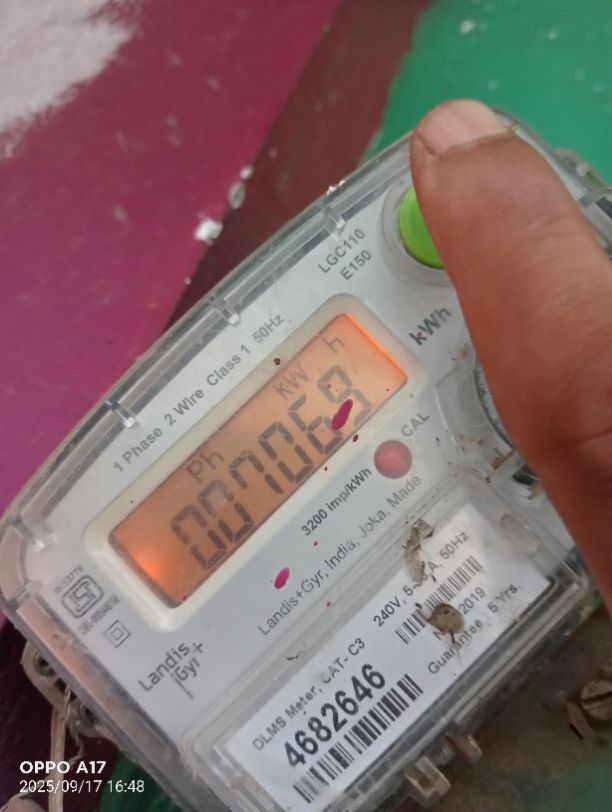 LGC110
E150
kWh
1 Phase 2 Wire Class 1 50Hz
KW h
Ph
CAL
3200 imp/kWh
Landis+Gyr, India, Joka, Made
IS:13779
Landis
Gyr+
DLMS Meter, CAT- C3
240V, A, 50Hz
4682646
2019
Guarantee: 5 Yrs.
OPPO A17
2025/09/17 16:48